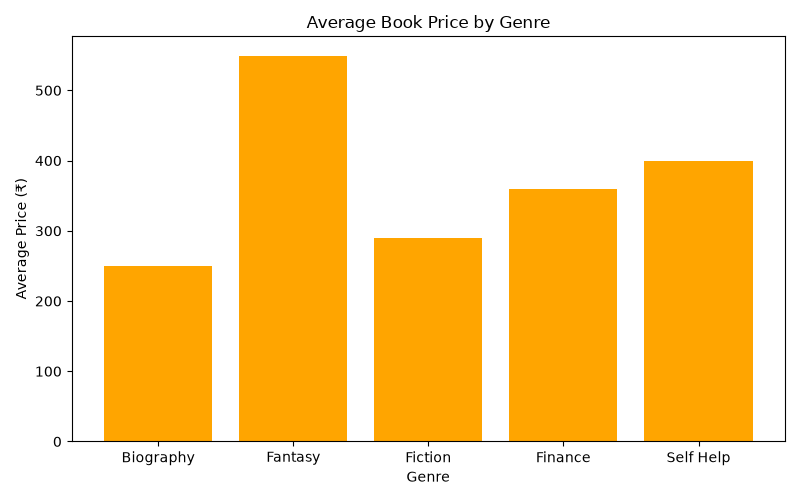 Average Book Price by Genre
Average Price (₹)
500
400
300
200
100
0
Biography Fantasy Fiction Finance Self Help
Genre